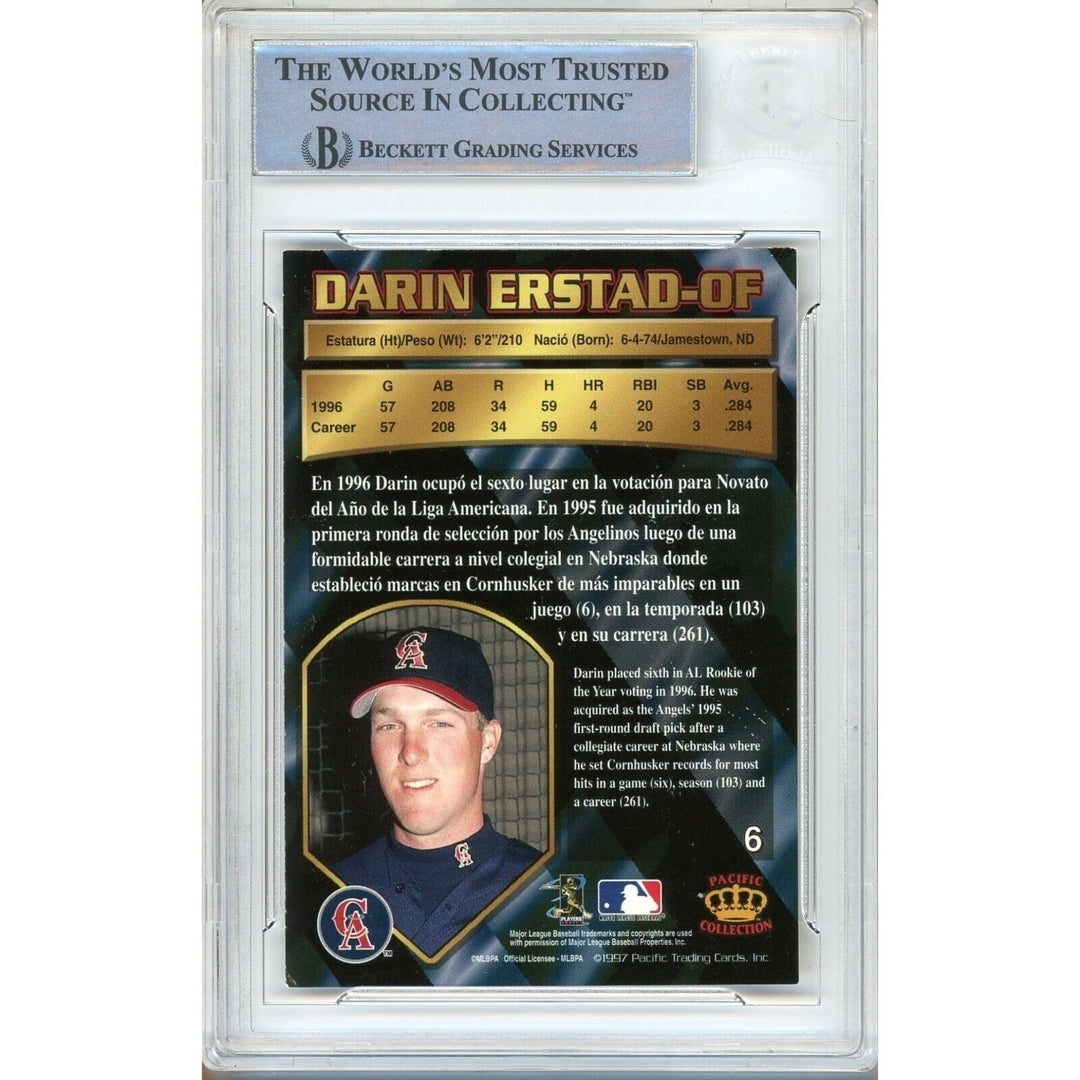 THE WORLD'S MOST TRUSTED
SOURCE IN COLLECTING™
B BECKETT GRADING SERVICES
DARIN ERSTAD-OF
Estatura (Ht)/Peso (Wt): 6'2"/210 Nació (Born): 6-4-74/Jamestown, ND
G AB R H HR RBI SB Avg.
1996 57 208 34 59 4 20 3 .284
Career 57 208 34 59 4 20 3 .284
En 1996 Darin ocupó el sexto lugar en la votación para Novato
del Año de la Liga Americana. En 1995 fue adquirido en la
primera ronda de selección por los Angelinos luego de una
formidable carrera a nivel colegial en Nebraska donde
estableció marcas en Cornhusker de más imparables en un
juego (6), en la temporada (103)
y en su carrera (261).
Darin placed sixth in AL Rookie of
the Year voting in 1996. He was
acquired as the Angels' 1995
first-round draft pick after a
collegiate career at Nebraska where
he set Cornhusker records for most
hits in a game (six), season (103) and
a career (261).
6
CA
CA
CA
™
PLAYERS
PACIFIC
COLLECTION™
Major League Baseball trademarks and copyrights are used
with permission of Major League Baseball Properties, Inc.
©MLBPA Official Licensee - MLBPA ©1997 Pacific Trading Cards, Inc.